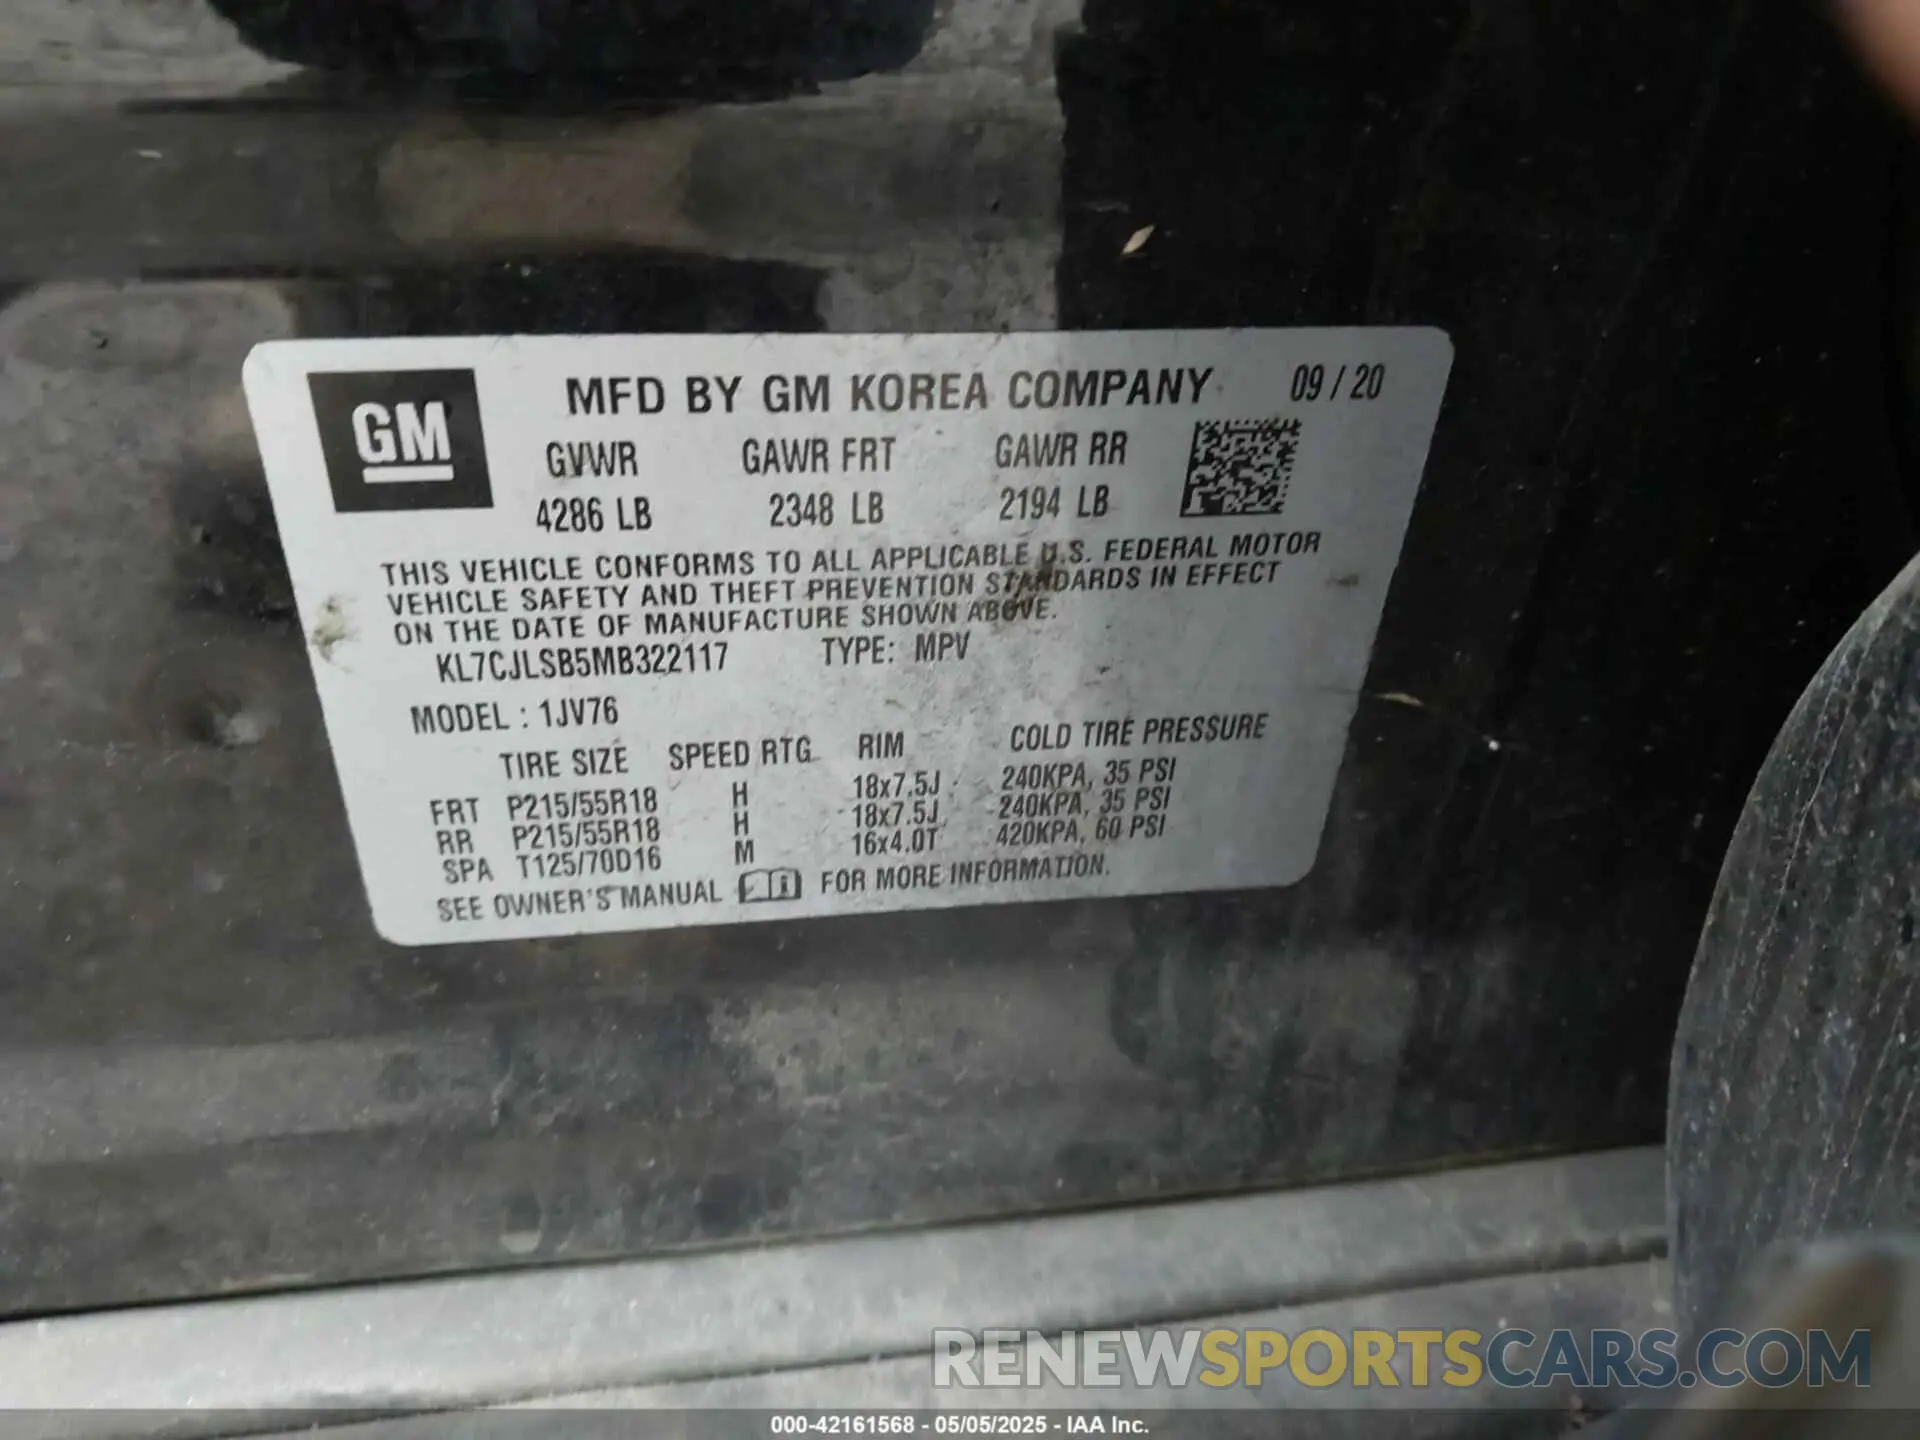 GM
MFD BY GM KOREA COMPANY 09 / 20
GVWR GAWR FRT GAWR RR
4286 LB 2348 LB 2194 LB
THIS VEHICLE CONFORMS TO ALL APPLICABLE U.S. FEDERAL MOTOR
VEHICLE SAFETY AND THEFT PREVENTION STANDARDS IN EFFECT
ON THE DATE OF MANUFACTURE SHOWN ABOVE.
KL7CJLSB5MB322117 TYPE: MPV
MODEL : 1JV76
TIRE SIZE SPEED RTG RIM COLD TIRE PRESSURE
FRT P215/55R18 H 18x7.5J 240KPA, 35 PSI
RR P215/55R18 H 18x7.5J 240KPA, 35 PSI
SPA T125/70D16 M 16x4.0T 420KPA, 60 PSI
SEE OWNER'S MANUAL FOR MORE INFORMATION.
RENEWSPORTSCARS.COM
000-42161568 - 05/05/2025 - IAA Inc.